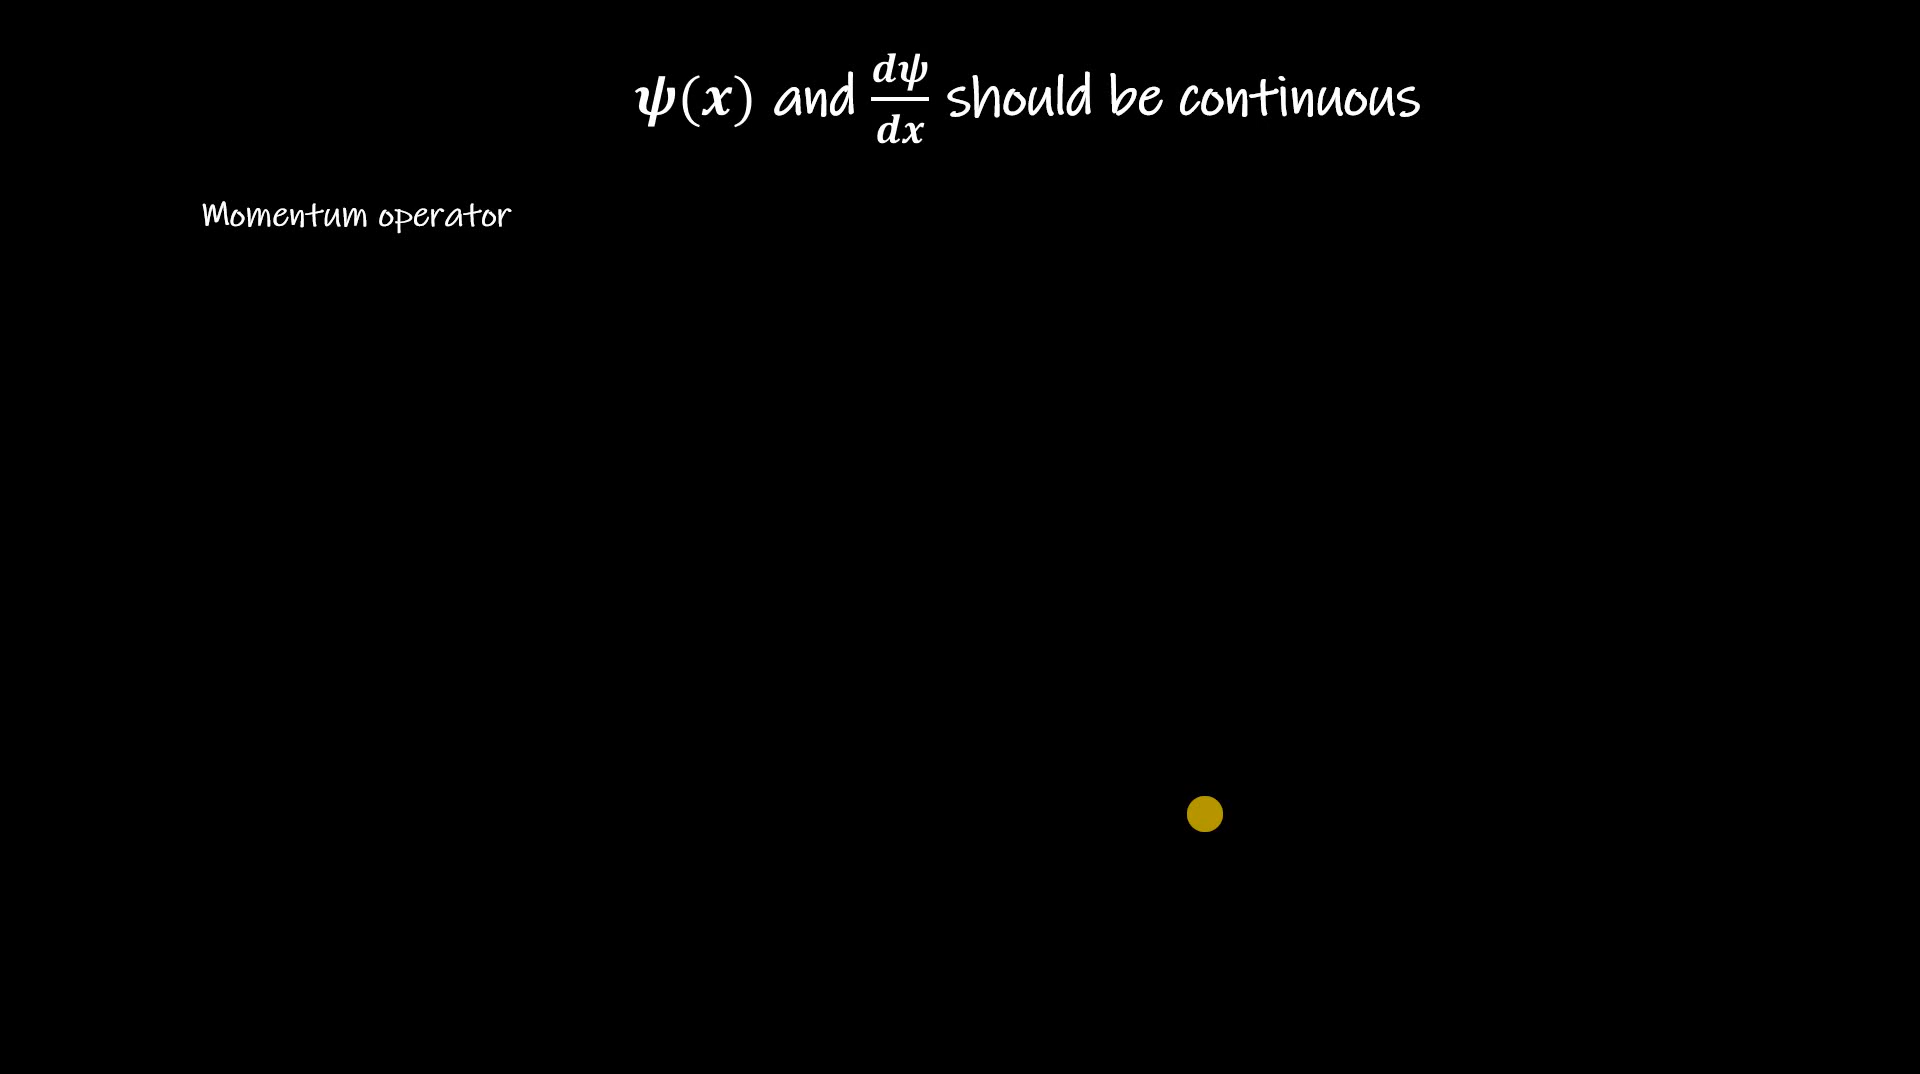 ψ(x) and dψ/dx should be continuous
Momentum operator